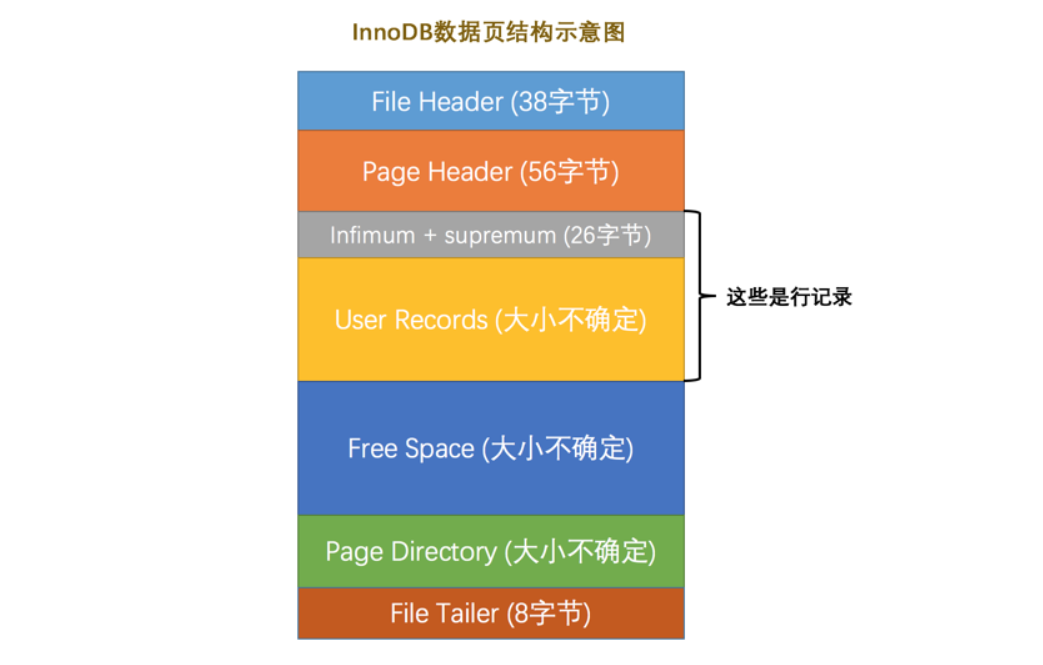 InnoDB数据页结构示意图
File Header (38字节)
Page Header (56字节)
Infimum + supremum (26字节)
User Records (大小不确定)
这些是行记录
Free Space (大小不确定)
Page Directory (大小不确定)
File Tailer (8字节)